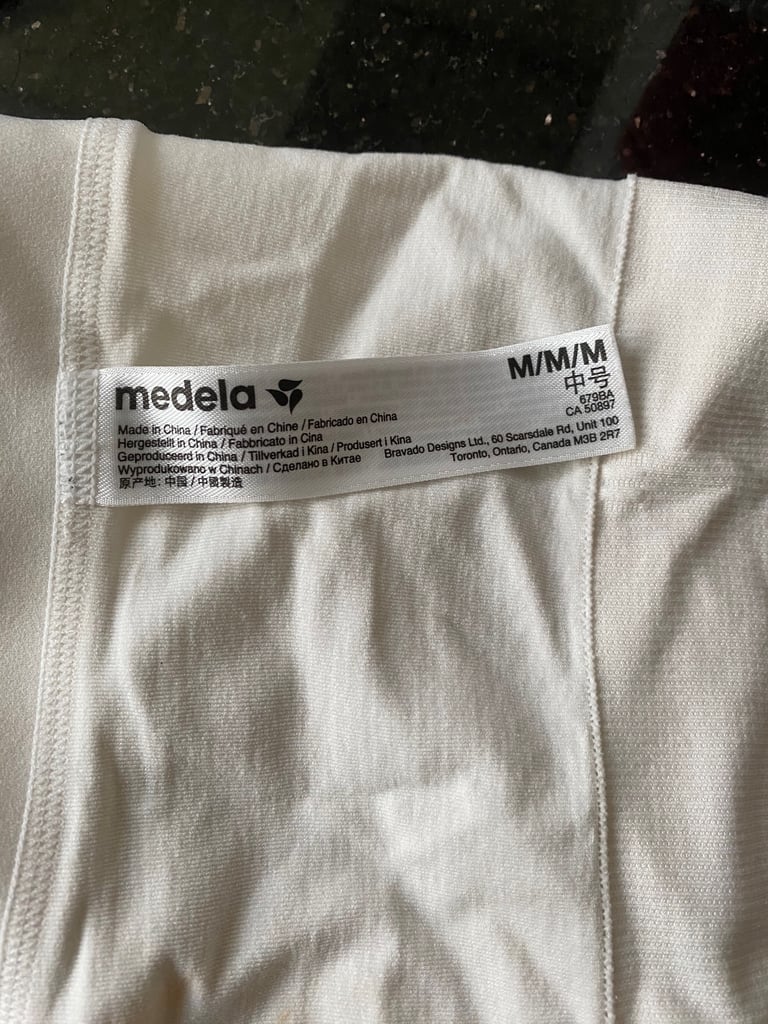 medela
M/M/M
中号
679BA
CA 50897
Made in China / Fabriqué en Chine / Fabricado en China
Hergestellt in China / Fabbricato in Cina
Geproduceerd in China / Tillverkad i Kina / Produsert i Kina
Wyprodukowano w Chinach / Сделано в Китае
原产地: 中国 / 中國製造
Bravado Designs Ltd., 60 Scarsdale Rd, Unit 100
Toronto, Ontario, Canada M3B 2R7